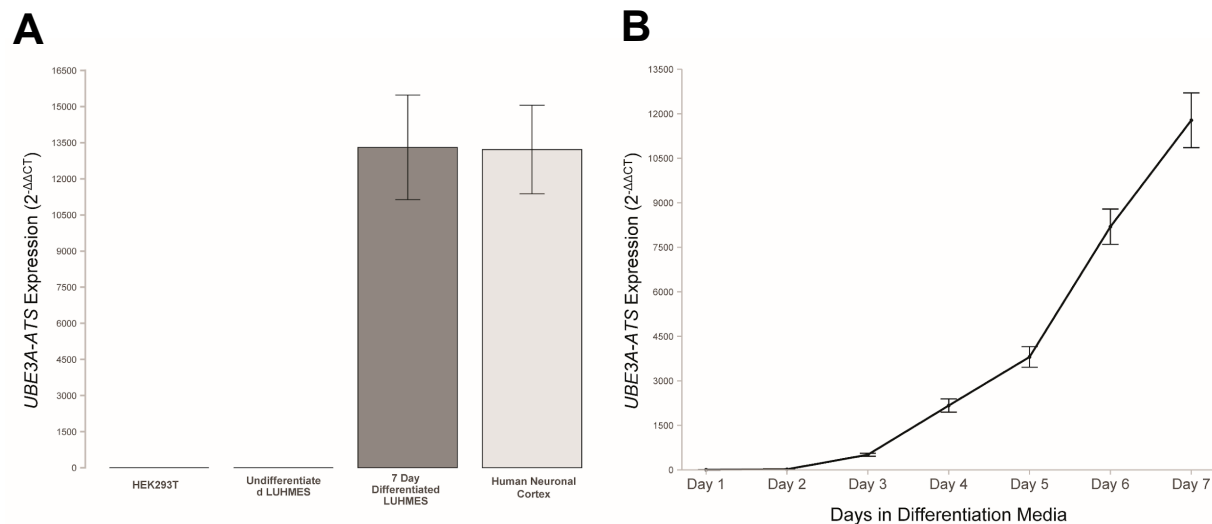 A
UBE3A-ATS Expression (2-ΔΔCT)
16500
15000
13500
12000
10500
9000
7500
6000
4500
3000
1500
0
HEK293T
Undifferentiate
d LUHMES
7 Day
Differentiated
LUHMES
Human Neuronal
Cortex
B
UBE3A-ATS Expression (2-ΔΔCT)
13500
12000
10500
9000
7500
6000
4500
3000
1500
0
Day 1
Day 2
Day 3
Day 4
Day 5
Day 6
Day 7
Days in Differentiation Media